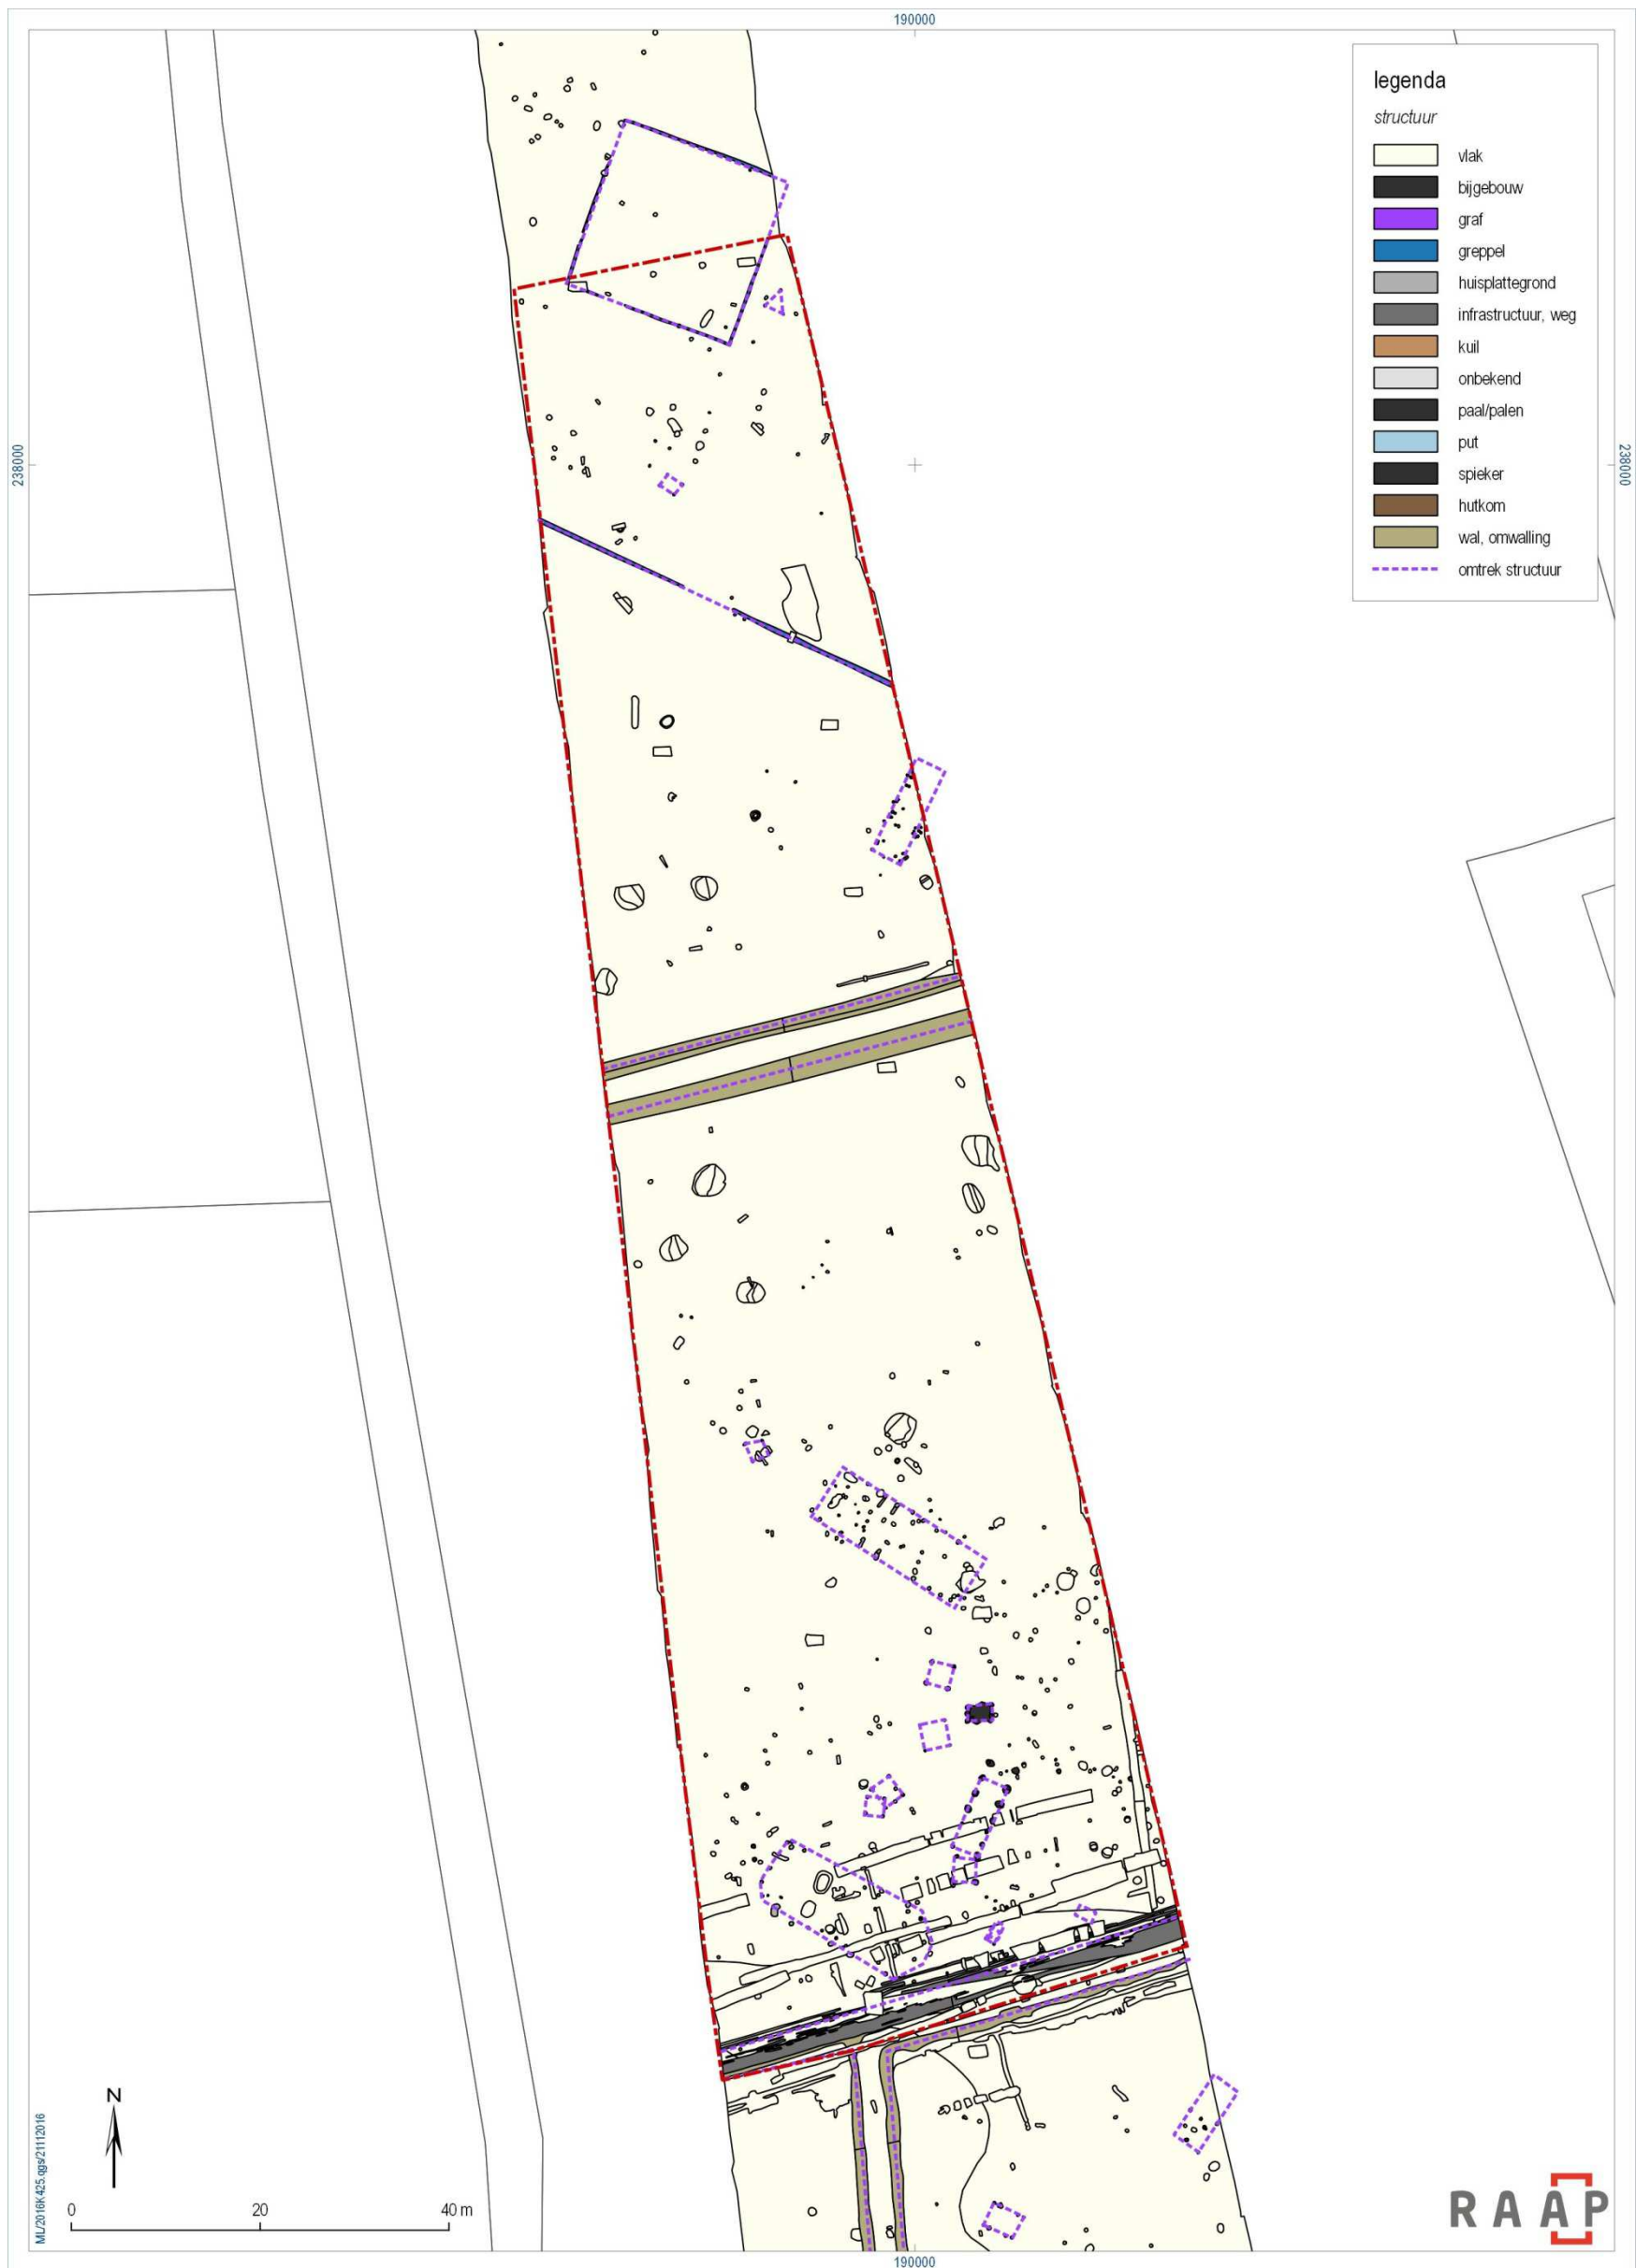 190000
legenda
structuur
vlak
bijgebouw
graf
greppel
huisplattegrond
infrastructuur, weg
kuil
onbekend
paal/palen
put
spieker
hutkom
wal, omwalling
omtrek structuur
238000
238000
N
0 20 40 m
ML/2016K425.qgs/21112016
RAAP
190000